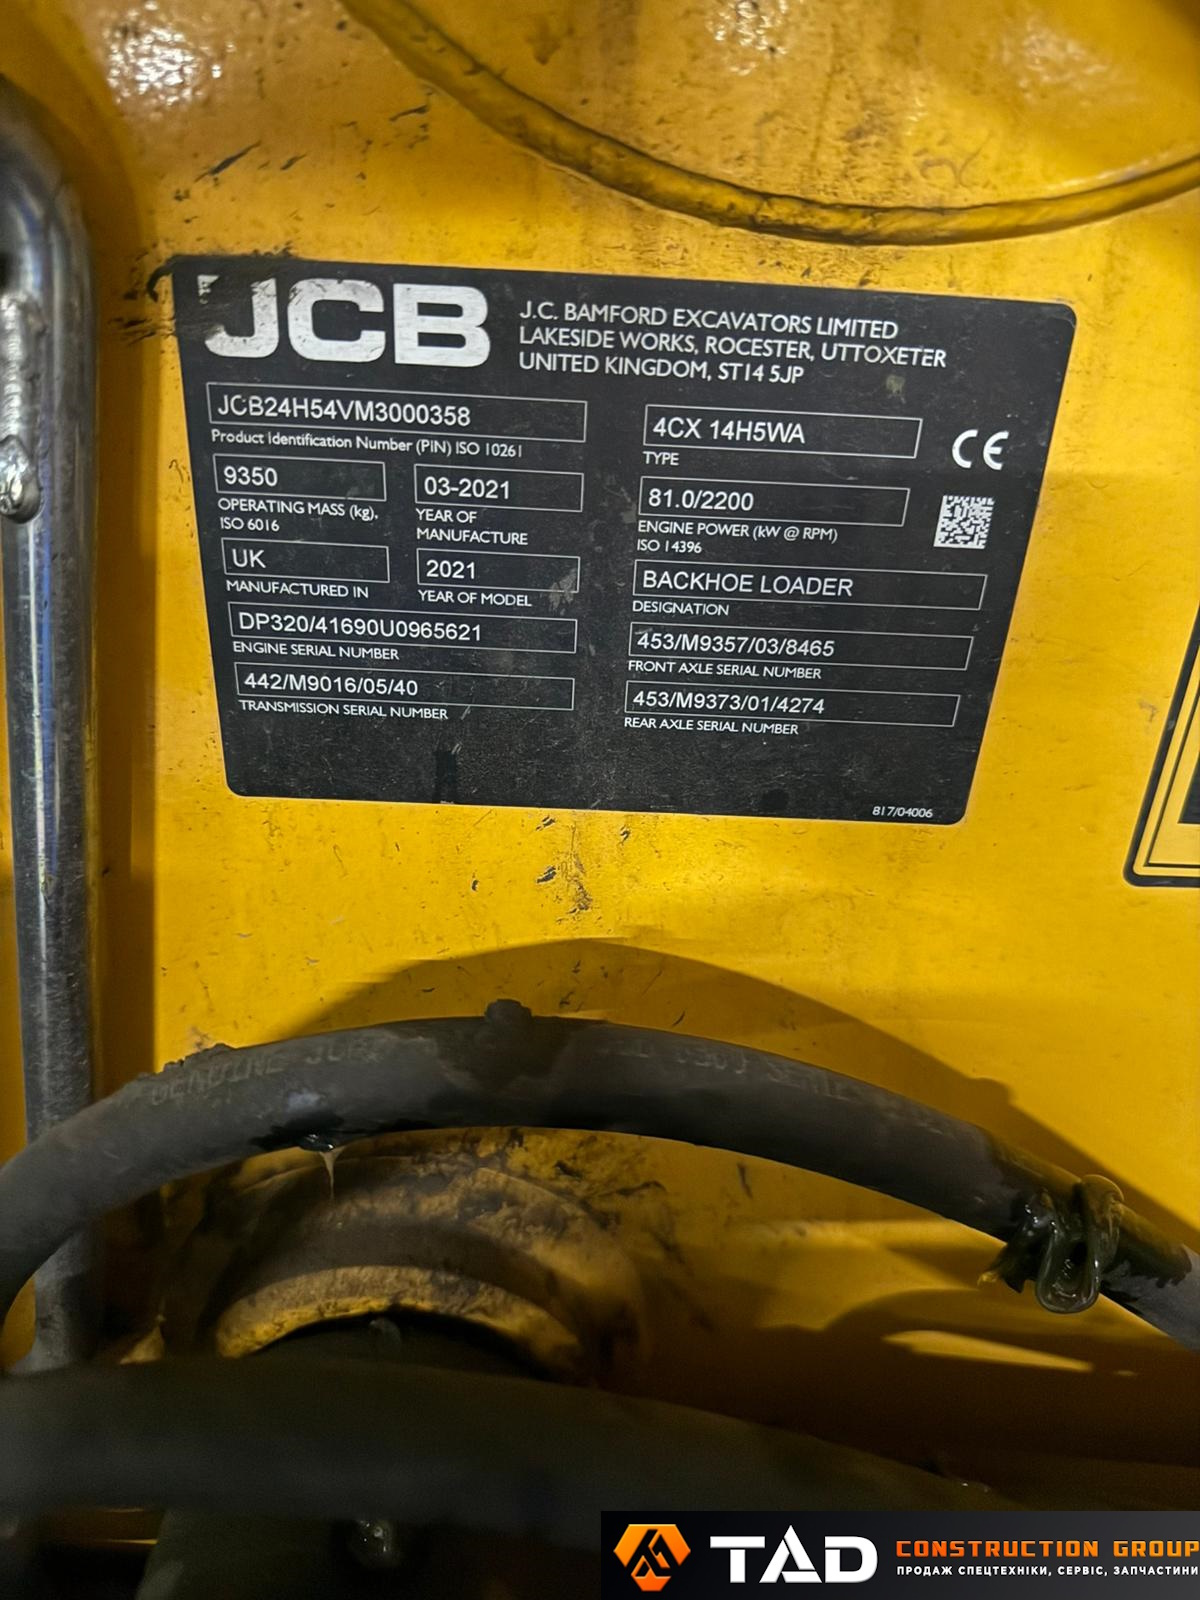 JCB
J.C. BAMFORD EXCAVATORS LIMITED
LAKESIDE WORKS, ROCESTER, UTTOXETER
UNITED KINGDOM, ST14 5JP
JCB24H54VM3000358
Product Identification Number (PIN) ISO 10261
4CX 14H5WA
TYPE
CE
9350
OPERATING MASS (kg),
ISO 6016
03-2021
YEAR OF
MANUFACTURE
81.0/2200
ENGINE POWER (kW @ RPM)
ISO 14396
UK
MANUFACTURED IN
2021
YEAR OF MODEL
BACKHOE LOADER
DESIGNATION
DP320/41690U0965621
ENGINE SERIAL NUMBER
453/M9357/03/8465
FRONT AXLE SERIAL NUMBER
442/M9016/05/40
TRANSMISSION SERIAL NUMBER
453/M9373/01/4274
REAR AXLE SERIAL NUMBER
817/04006
GENUINE JCB
TAD CONSTRUCTION GROUP
ПРОДАЖ СПЕЦТЕХНІКИ, СЕРВІС, ЗАПЧАСТИНИ